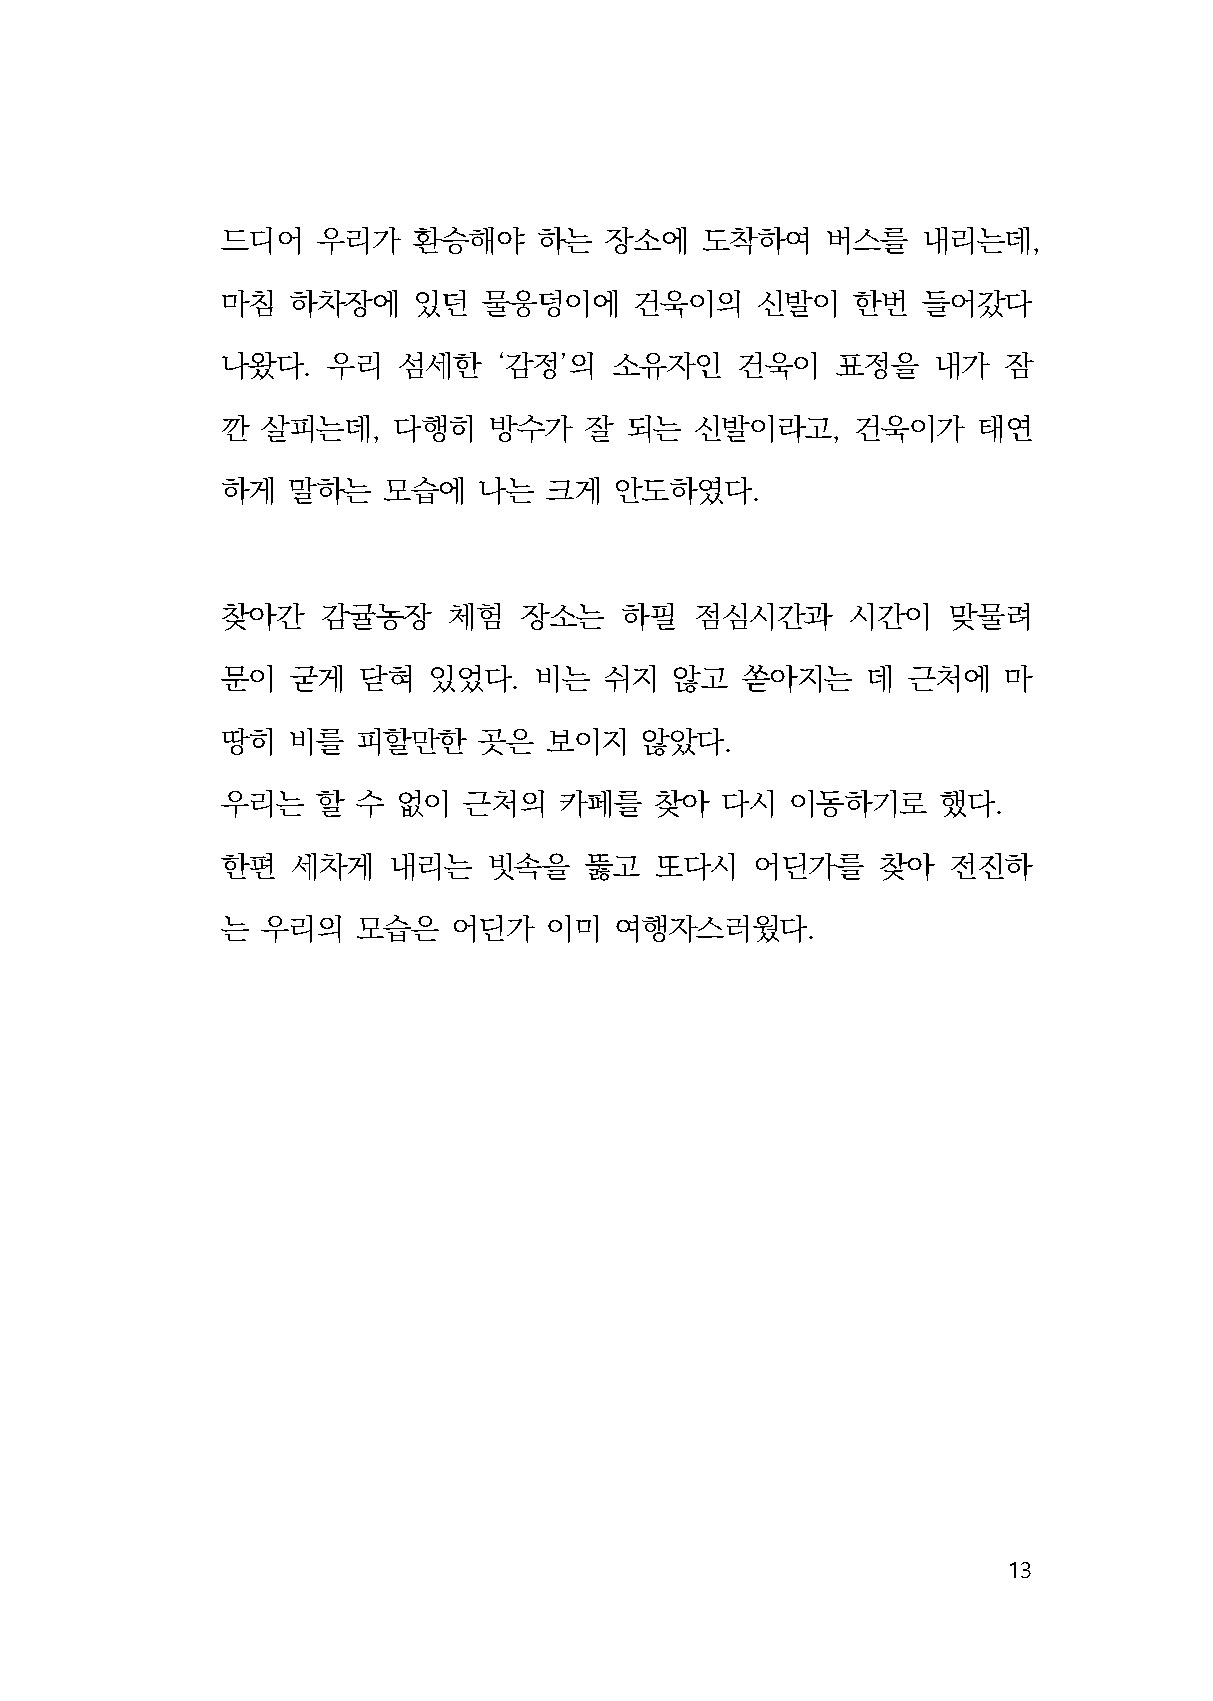 드디어 우리가 환승해야 하는 장소에 도착하여 버스를 내리는데,
마침 하차장에 있던 물웅덩이에 건욱이의 신발이 한번 들어갔다
나왔다. 우리 섬세한 ‘감정’의 소유자인 건욱이 표정을 내가 잠
깐 살피는데, 다행히 방수가 잘 되는 신발이라고, 건욱이가 태연
하게 말하는 모습에 나는 크게 안도하였다.
찾아간 감귤농장 체험 장소는 하필 점심시간과 시간이 맞물려
문이 굳게 닫혀 있었다. 비는 쉬지 않고 쏟아지는 데 근처에 마
땅히 비를 피할만한 곳은 보이지 않았다.
우리는 할 수 없이 근처의 카페를 찾아 다시 이동하기로 했다.
한편 세차게 내리는 빗속을 뚫고 또다시 어딘가를 찾아 전진하
는 우리의 모습은 어딘가 이미 여행자스러웠다.
13